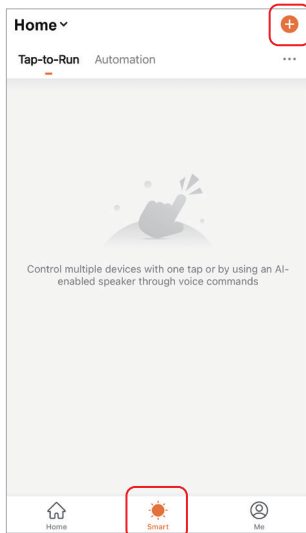 Home
Tap-to-Run Automation
Control multiple devices with one tap or by using an AI-
enabled speaker through voice commands
Home Smart Me